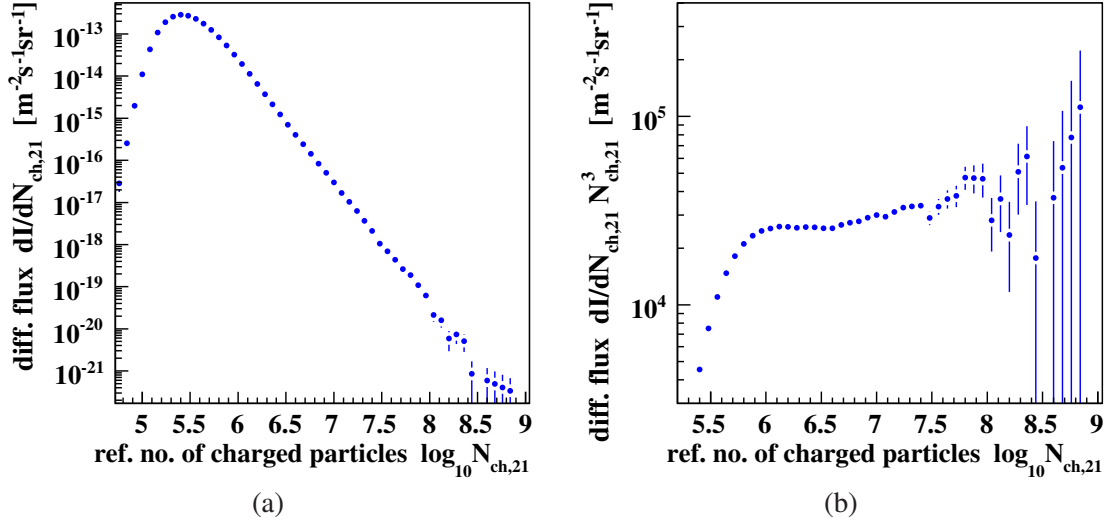 diff. flux dI/dN_ch,21 [m^-2s^-1sr^-1]
10^-13
10^-14
10^-15
10^-16
10^-17
10^-18
10^-19
10^-20
10^-21
5 5.5 6 6.5 7 7.5 8 8.5 9
ref. no. of charged particles log_10 N_ch,21
(a)
diff. flux dI/dN_ch,21 N^3_ch,21 [m^-2s^-1sr^-1]
10^5
10^4
5.5 6 6.5 7 7.5 8 8.5 9
ref. no. of charged particles log_10 N_ch,21
(b)